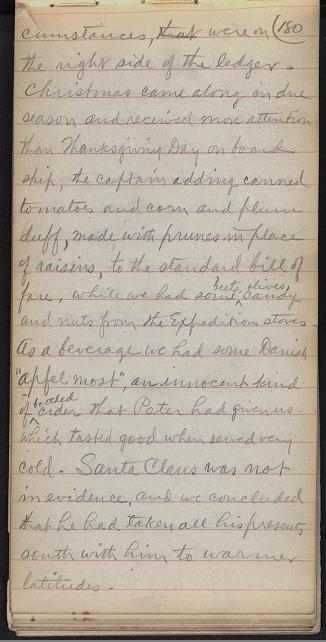 cumstances, that were on (180
the right side of the ledger.
Christmas came along in due
season and received more attention
than Thanksgiving Day on board
ship, the captain adding canned
tomatoes and corn and plum
duff, made with prunes in place
of raisins, to the standard bill of
fare, while we had some beets, olives, candy
and nuts from the Expedition stores.
As a beverage we had some Danish
"apfel most", an innocent kind
of cider that Peter had given us
which tasted good when served very
cold. Santa Claus was not
in evidence, and we concluded
that he had taken all his presents
south with him to warmer
latitudes.